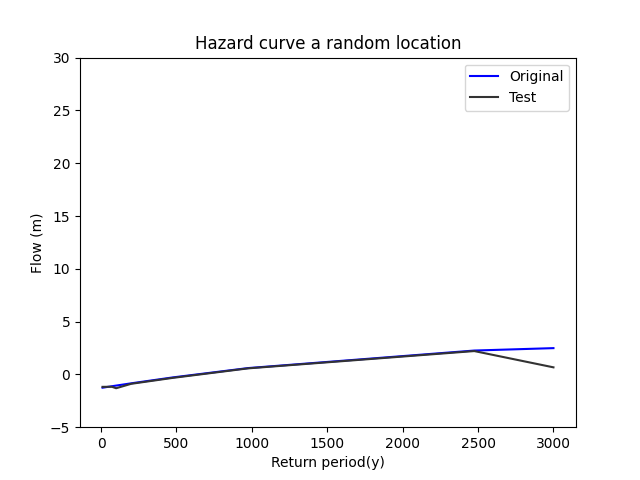 Hazard curve a random location
30
25
20
15
10
5
0
−5
Flow (m)
Original
Test
0 500 1000 1500 2000 2500 3000
Return period(y)